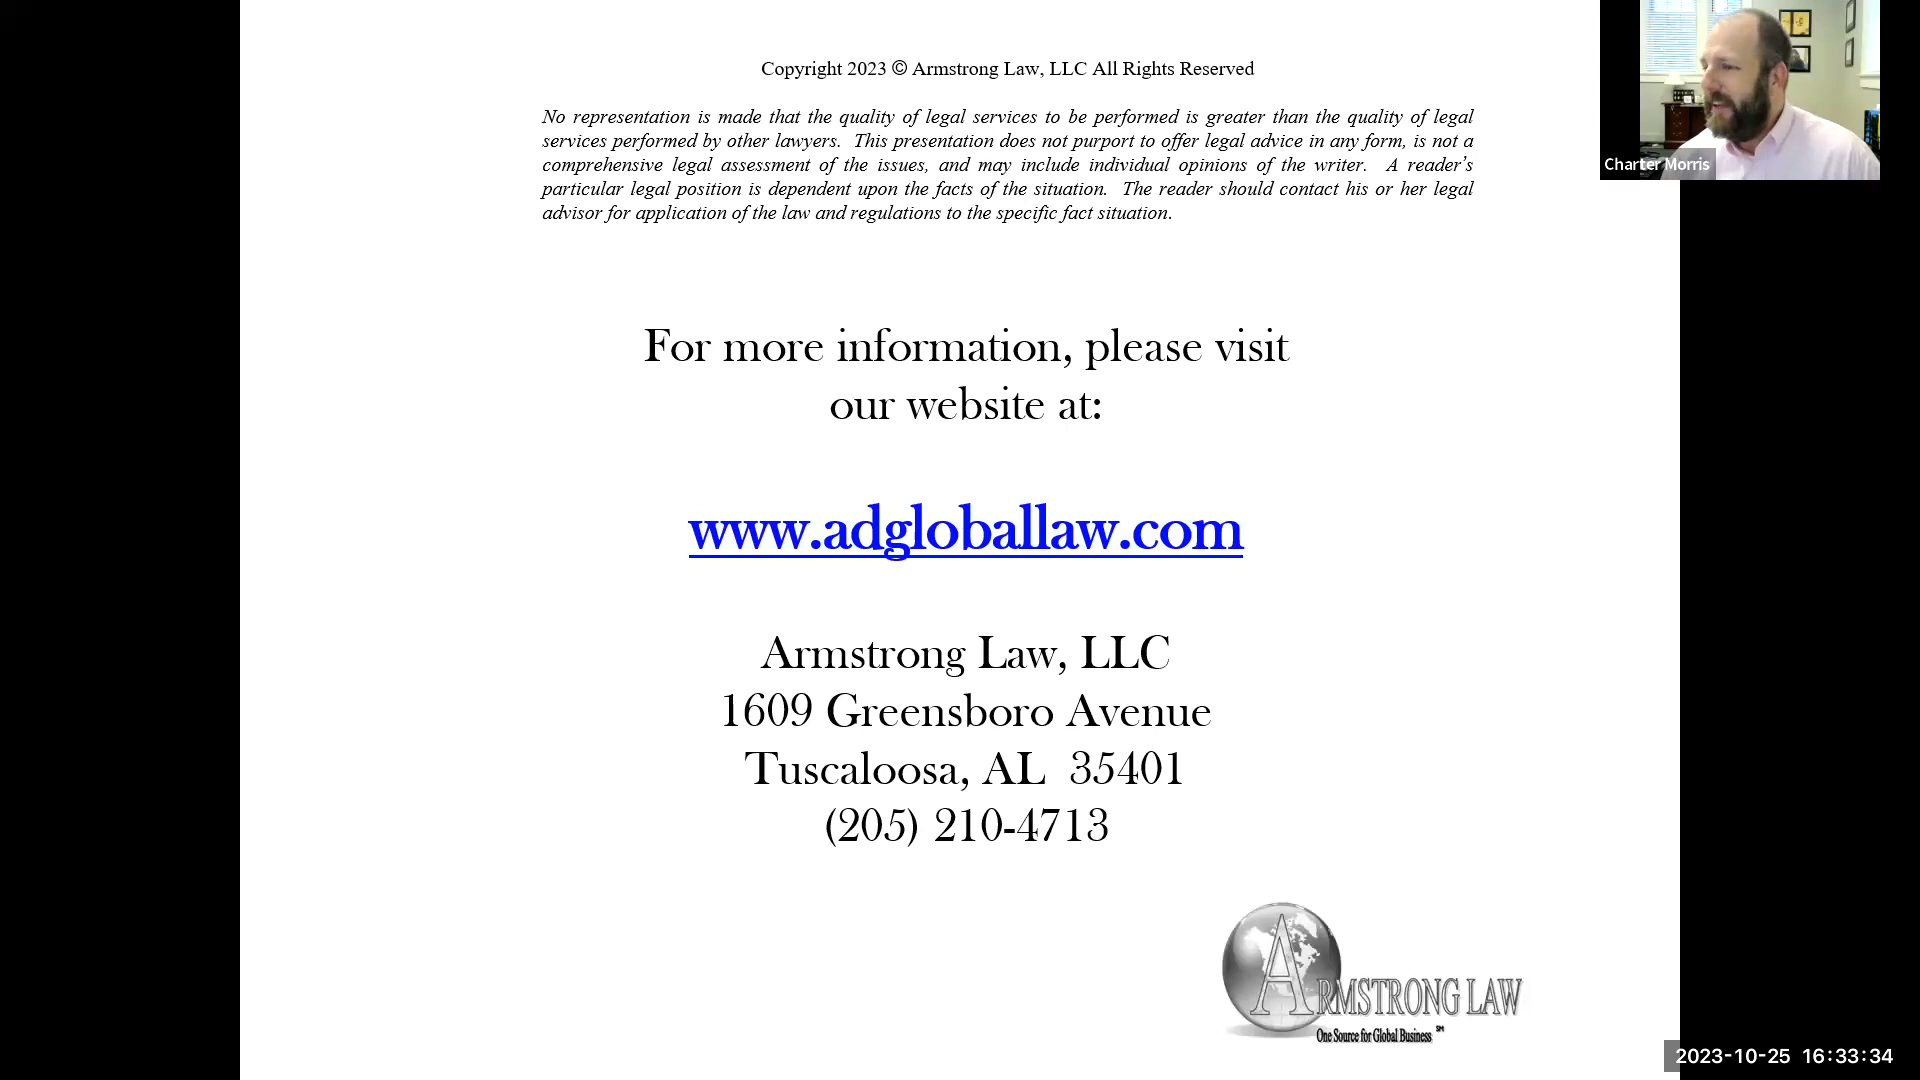 Copyright 2023 © Armstrong Law, LLC All Rights Reserved
No representation is made that the quality of legal services to be performed is greater than the quality of legal
services performed by other lawyers.  This presentation does not purport to offer legal advice in any form, is not a
comprehensive legal assessment of the issues, and may include individual opinions of the writer.  A reader’s
particular legal position is dependent upon the facts of the situation.  The reader should contact his or her legal
advisor for application of the law and regulations to the specific fact situation.
Charter Morris
For more information, please visit
our website at:
www.adgloballaw.com
Armstrong Law, LLC
1609 Greensboro Avenue
Tuscaloosa, AL  35401
(205) 210-4713
ARMSTRONG LAW
One Source for Global Business SM
2023-10-25 16:33:34